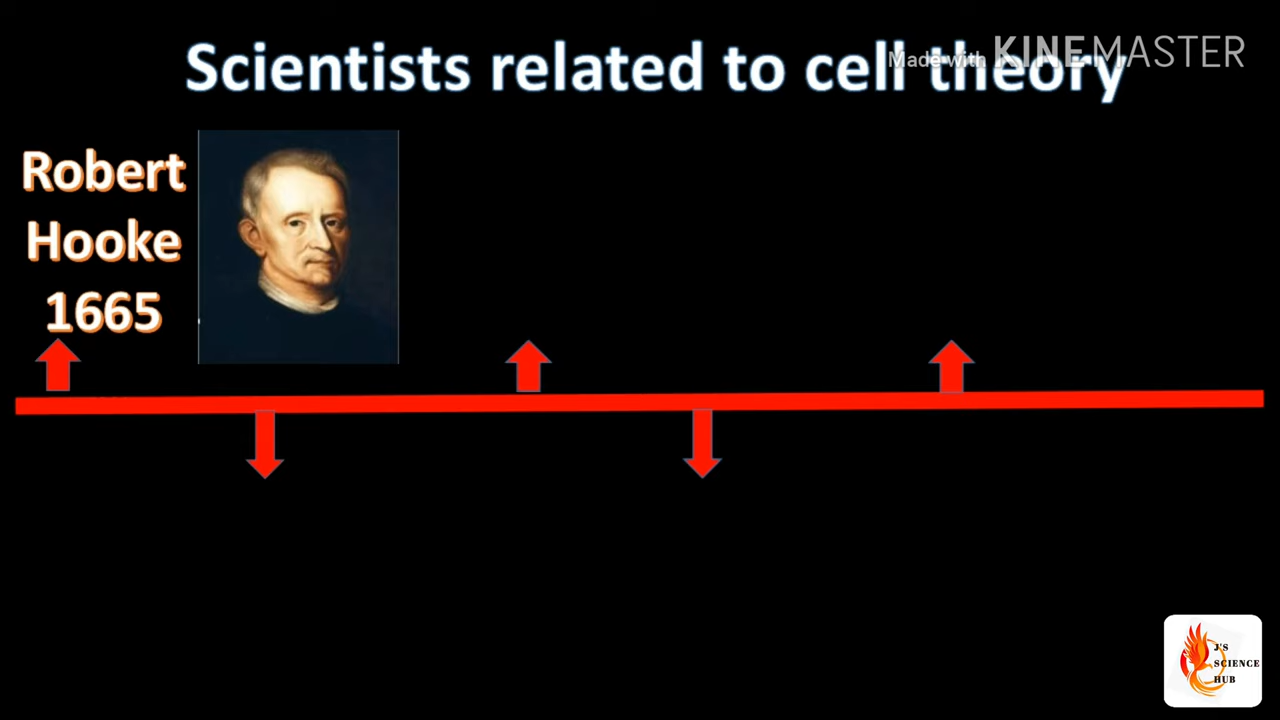 Scientists related to cell theory
Made with KINEMASTER
Robert
Hooke
1665
J'S
SCIENCE
HUB